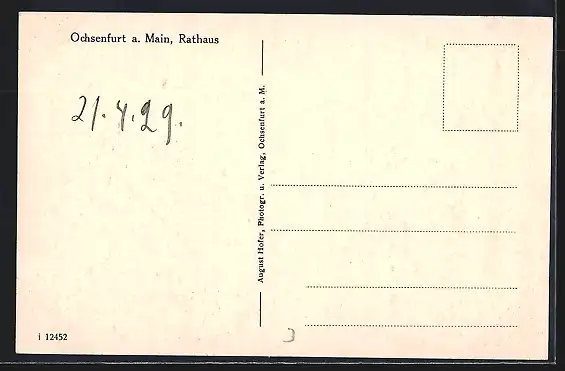 Ochsenfurt a. Main, Rathaus
21. 4. 29.
August Hofer, Photogr. u. Verlag, Ochsenfurt a. M.
i 12452